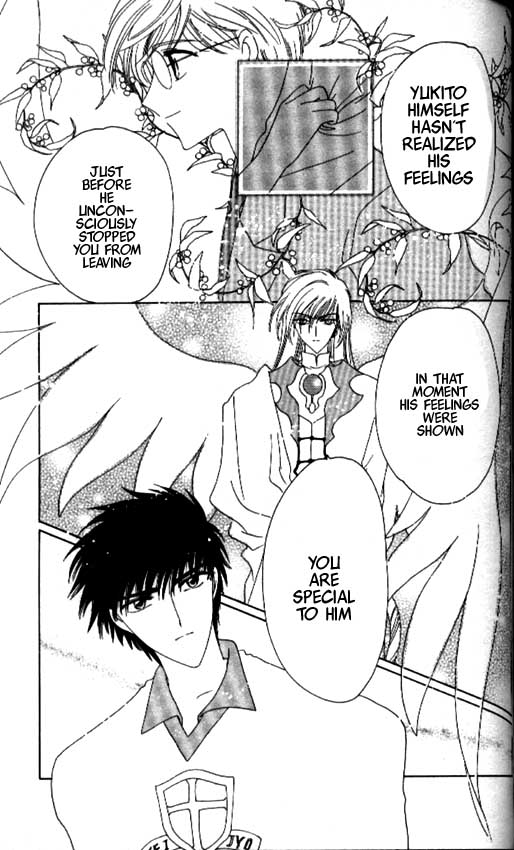 YUKITO
HIMSELF
HASN'T
REALIZED
HIS
FEELINGS
JUST
BEFORE
HE
UNCON-
SCIOUSLY
STOPPED
YOU FROM
LEAVING
IN THAT
MOMENT
HIS FEELINGS
WERE
SHOWN
YOU
ARE
SPECIAL
TO HIM
JYO